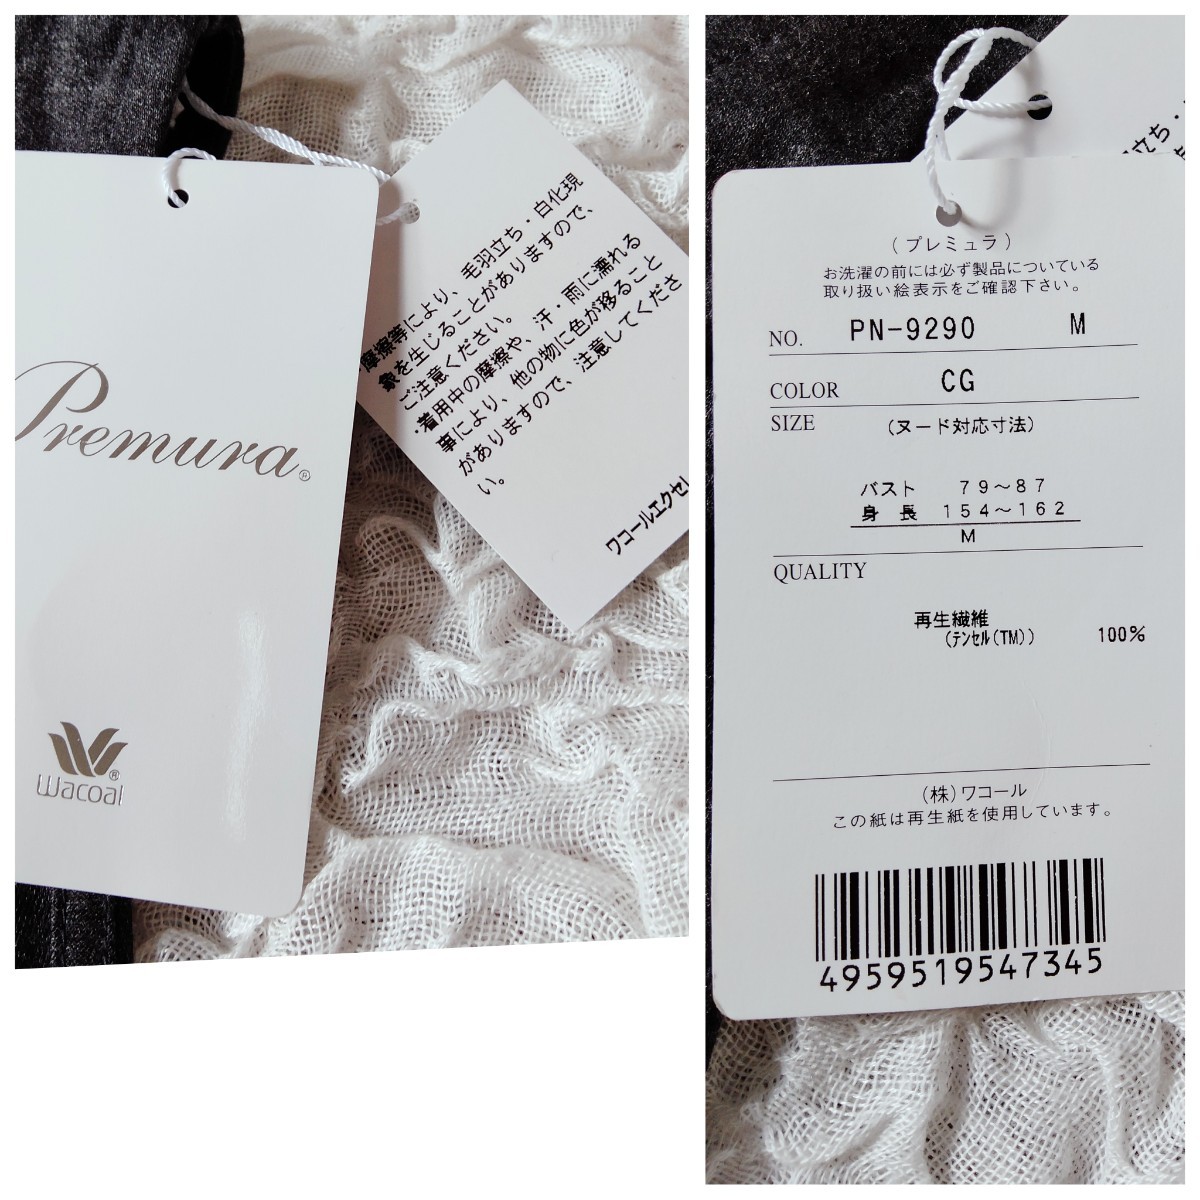 Premura®
Wacoal®
・摩擦等により、毛羽立ち・白化現
象を生じることがありますので、
ご注意ください。
・着用中の摩擦や、汗・雨に濡れる
事により、他の物に色が移ること
がありますので、注意してくださ
い。
ワコールエクセレ
立ち・
(プレミュラ)
お洗濯の前には必ず製品についている
取り扱い絵表示をご確認下さい。
NO. PN-9290 M
COLOR CG
SIZE (ヌード対応寸法)
バスト 79~87
身長 154~162
M
QUALITY
再生繊維
(テンセル(TM)) 100%
(株)ワコール
この紙は再生紙を使用しています。
4959519547345